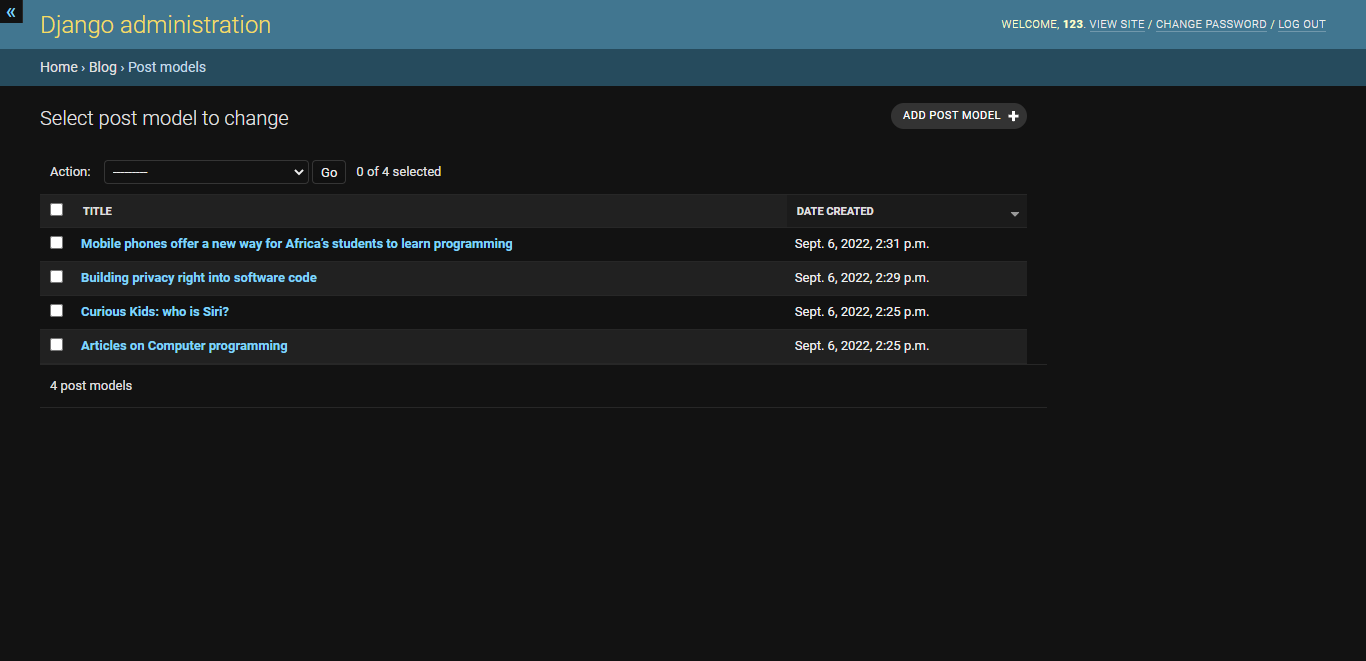 «
Django administration
WELCOME, 123. VIEW SITE / CHANGE PASSWORD / LOG OUT
Home › Blog › Post models
Select post model to change
ADD POST MODEL +
Action: --------- Go 0 of 4 selected
TITLE DATE CREATED
Mobile phones offer a new way for Africa’s students to learn programming Sept. 6, 2022, 2:31 p.m.
Building privacy right into software code Sept. 6, 2022, 2:29 p.m.
Curious Kids: who is Siri? Sept. 6, 2022, 2:25 p.m.
Articles on Computer programming Sept. 6, 2022, 2:25 p.m.
4 post models